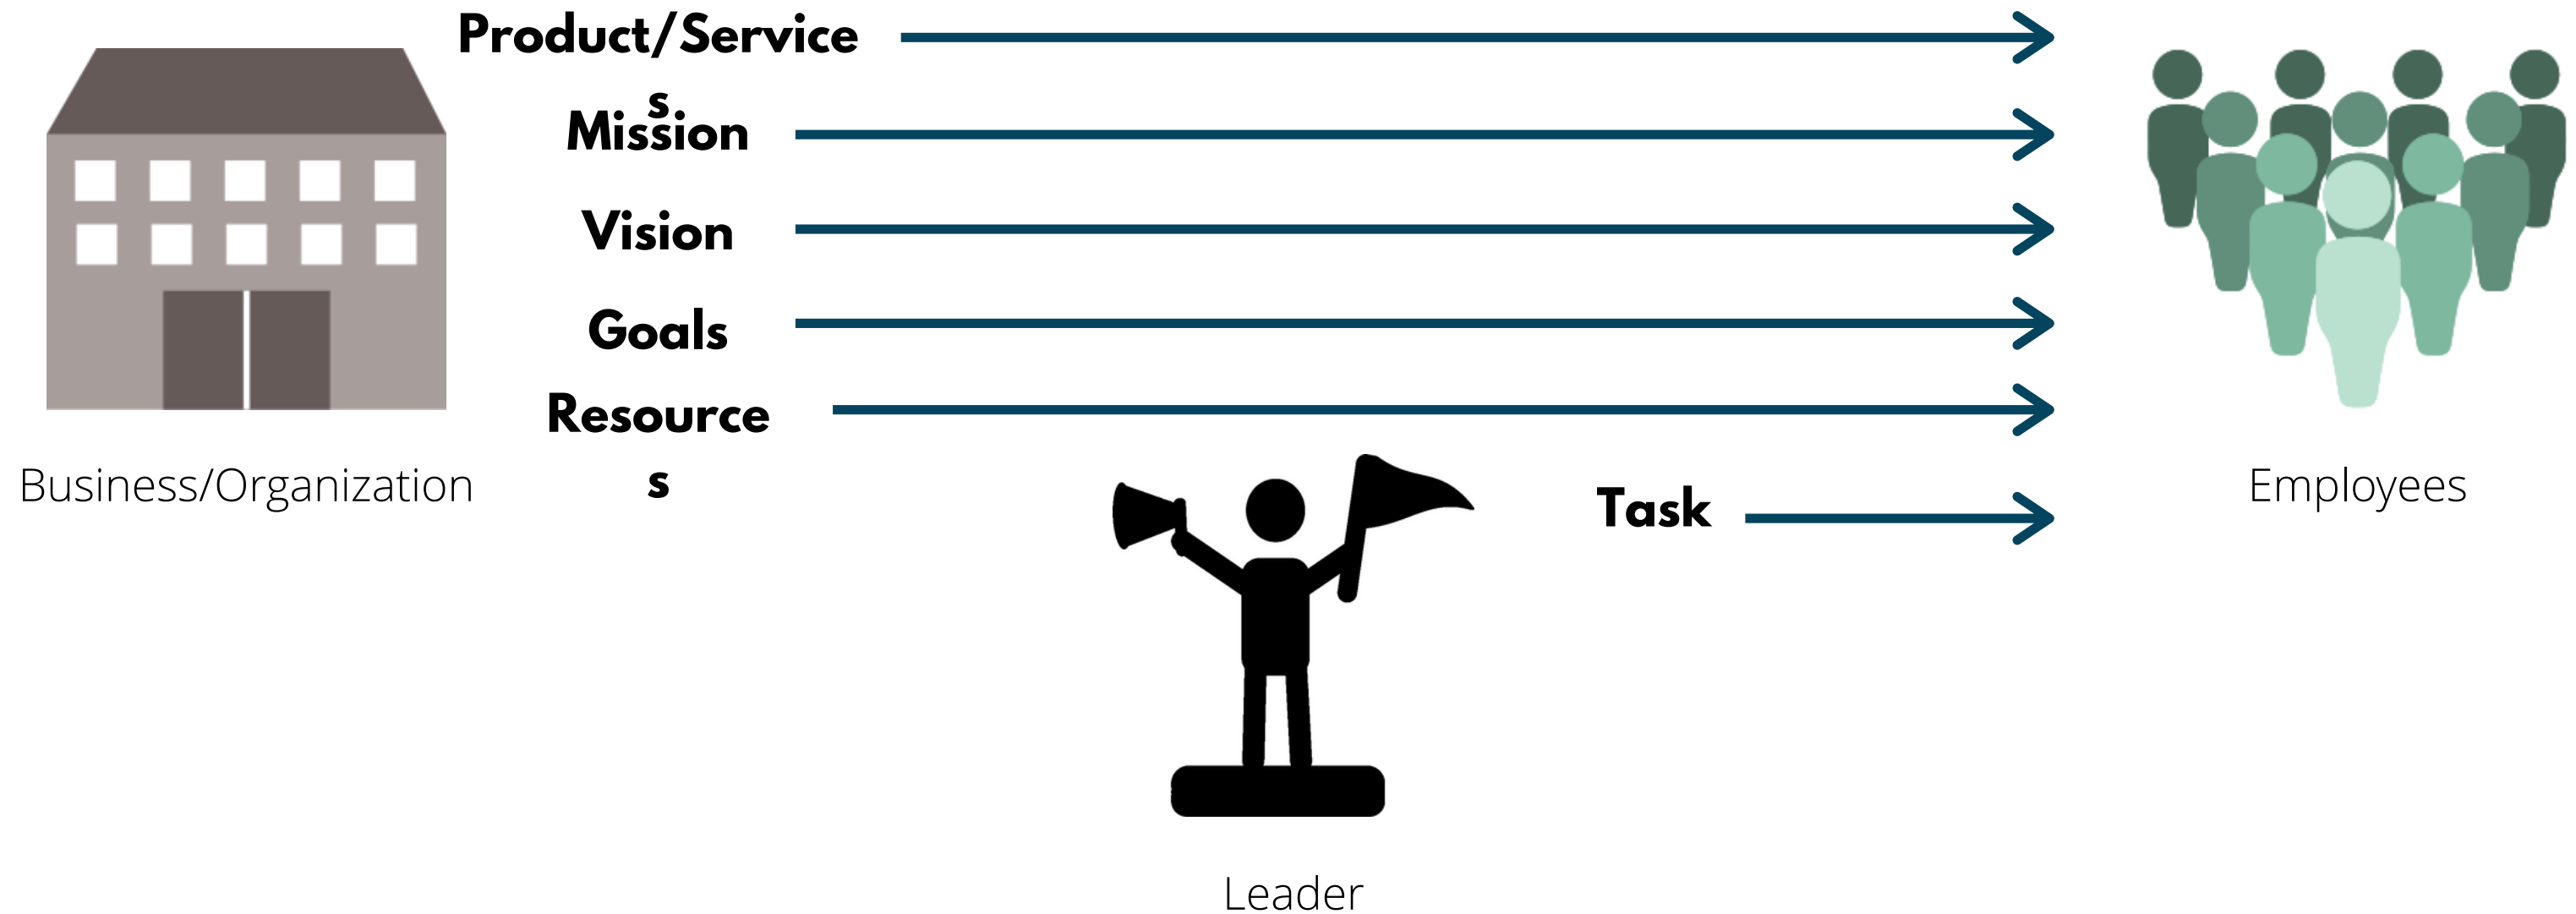 Product/Service
s
Mission
Vision
Goals
Resource
s
Business/Organization
Task
Employees
Leader